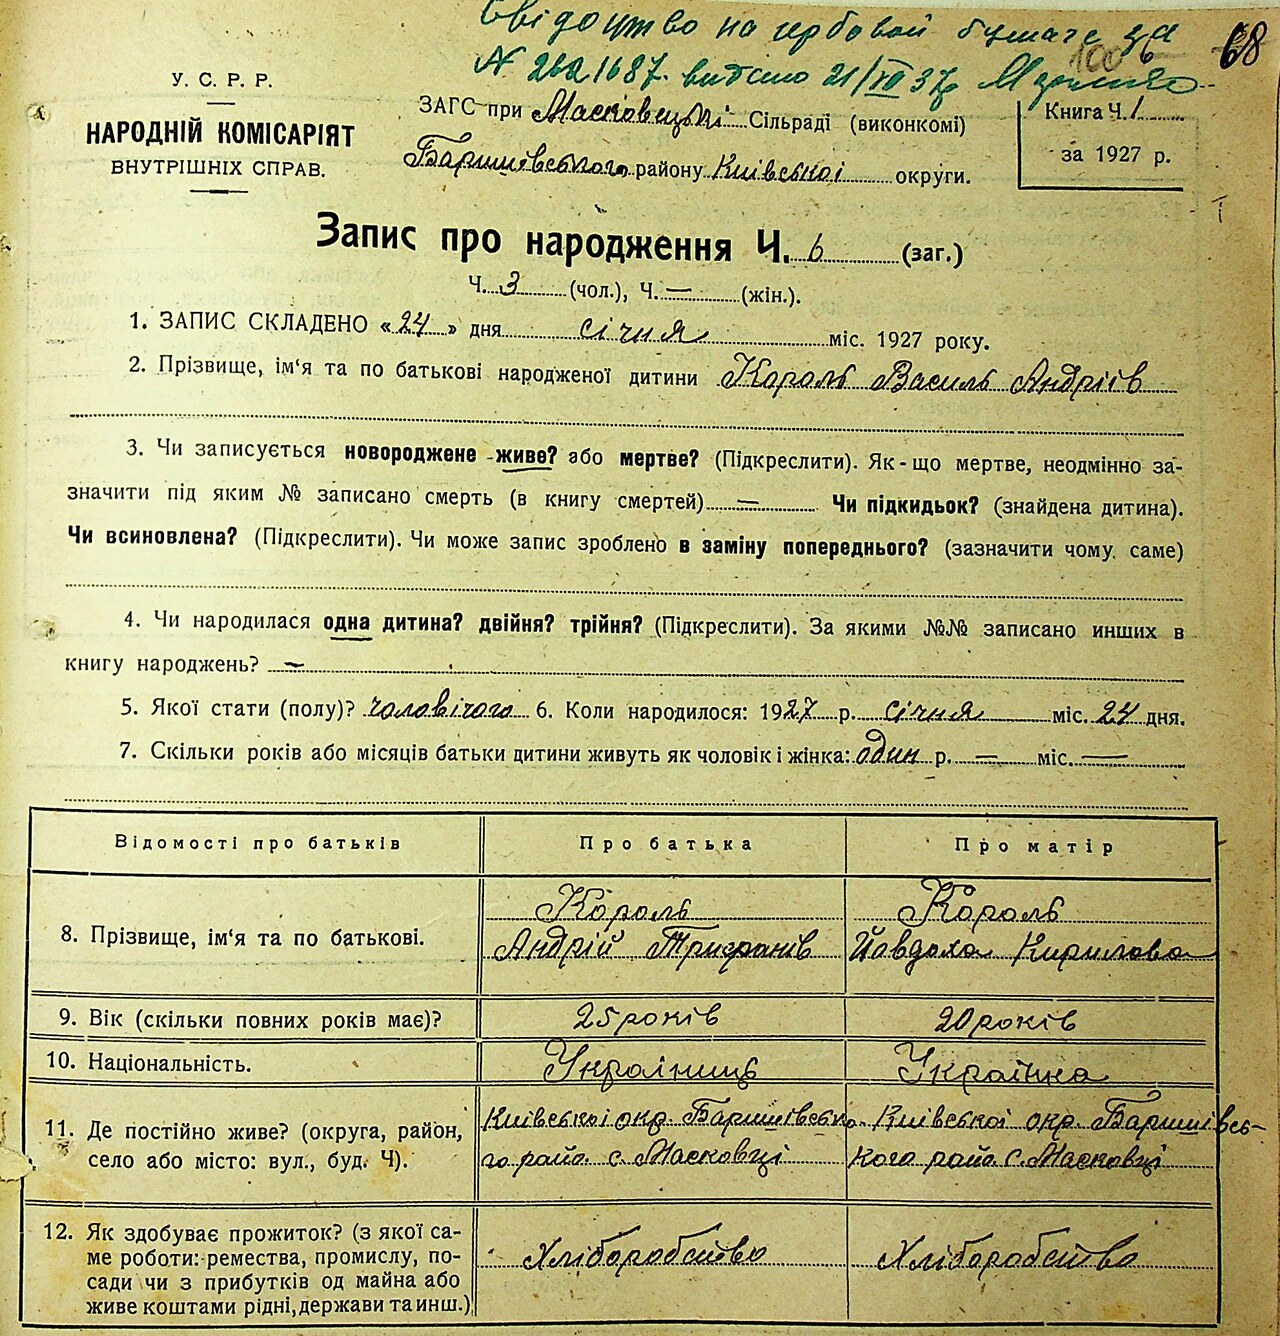 Свідоцтво на гербовой бумаге за
№ 2621687. видано 21/VII 37р
68
100
У. С. Р. Р.
НАРОДНІЙ КОМІСАРІЯТ
ВНУТРІШНІХ СПРАВ.
ЗАГС при Масковецькі Сільраді (виконкомі)
Баришівського району Київської округи.
Книга Ч. 1
за 1927 р.
Запис про народження Ч. 6 (заг.)
Ч. 3 (чол.), Ч. — (жін.).
1. ЗАПИС СКЛАДЕНО «24» дня січня міс. 1927 року.
2. Прізвище, ім'я та по батькові народженої дитини Король Василь Андріїв
3. Чи записується новороджене живе? або мертве? (Підкреслити). Як-що мертве, неодмінно за-
значити під яким № записано смерть (в книгу смертей) — Чи підкидьок? (знайдена дитина).
Чи всиновлена? (Підкреслити). Чи може запис зроблено в заміну попереднього? (зазначити чому саме)
4. Чи народилася одна дитина? двійня? трійня? (Підкреслити). За якими №№ записано инших в
книгу народжень? —
5. Якої стати (полу)? чоловічого 6. Коли народилося: 1927 р. січня міс. 24 дня.
7. Скільки років або місяців батьки дитини живуть як чоловік і жінка: один р. — міс. —
Відомості про батьків Про батька Про матір
8. Прізвище, ім'я та по батькові.
Король
Андрій Трифанів
Король
Йавдоха Кирилова
9. Вік (скільки повних років має)? 25 років 20 років
10. Національність. Українець Українка
11. Де постійно живе? (округа, район,
село або місто: вул., буд. Ч).
Київської окр. Баришівсько-
го райо. с. Масковці
Київської окр. Баришівсь-
кого райо. с. Масковці
12. Як здобуває прожиток? (з якої са-
ме роботи: ремества, промислу, по-
сади чи з прибутків од майна або
живе коштами рідні, держави та инш.)
Хліборобство
Хліборобство